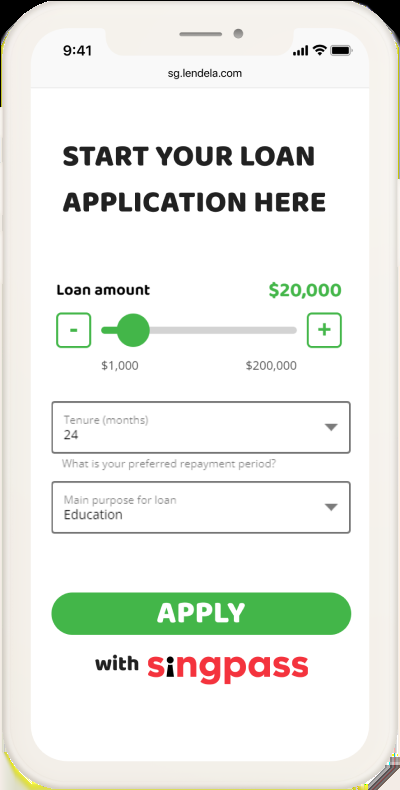 9:41
sg.lendela.com
START YOUR LOAN
APPLICATION HERE
Loan amount $20,000
- +
$1,000 $200,000
Tenure (months)
24
What is your preferred repayment period?
Main purpose for loan
Education
APPLY
with singpass